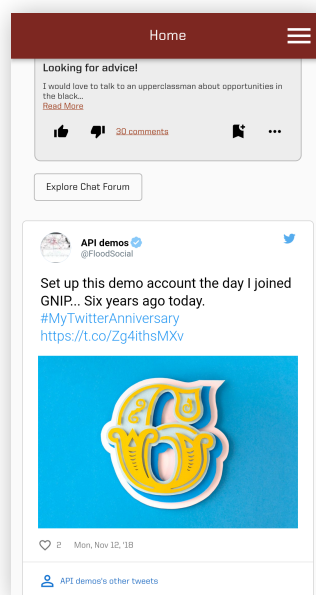 Home
Looking for advice!
I would love to talk to an upperclassman about opportunities in
the black...
Read More
30 comments
Explore Chat Forum
API demos
@FloodSocial
Set up this demo account the day I joined
GNIP... Six years ago today.
#MyTwitterAnniversary
https://t.co/Zg4ithsMXv
6
2 Mon, Nov 12, '18
API demos's other tweets